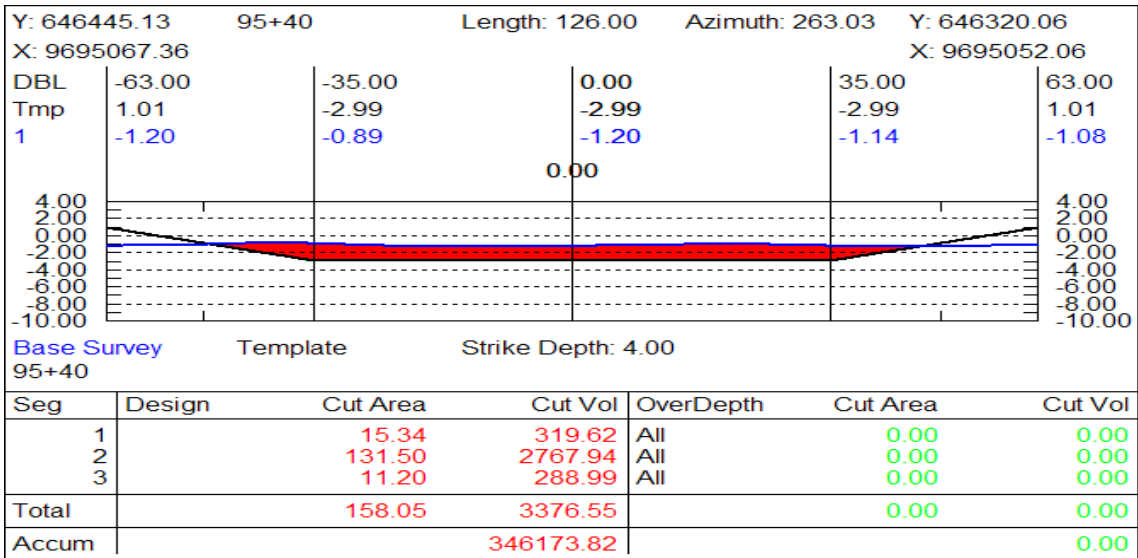 Y: 646445.13 95+40 Length: 126.00 Azimuth: 263.03 Y: 646320.06
X: 9695067.36 X: 9695052.06
DBL -63.00 -35.00 0.00 35.00 63.00
Tmp 1.01 -2.99 -2.99 -2.99 1.01
1 -1.20 -0.89 -1.20 -1.14 -1.08
0.00
4.00 4.00
2.00 2.00
0.00 0.00
-2.00 -2.00
-4.00 -4.00
-6.00 -6.00
-8.00 -8.00
-10.00 -10.00
Base Survey Template Strike Depth: 4.00
95+40
Seg Design Cut Area Cut Vol OverDepth Cut Area Cut Vol
1 15.34 319.62 All 0.00 0.00
2 131.50 2767.94 All 0.00 0.00
3 11.20 288.99 All 0.00 0.00
Total 158.05 3376.55 0.00 0.00
Accum 346173.82 0.00